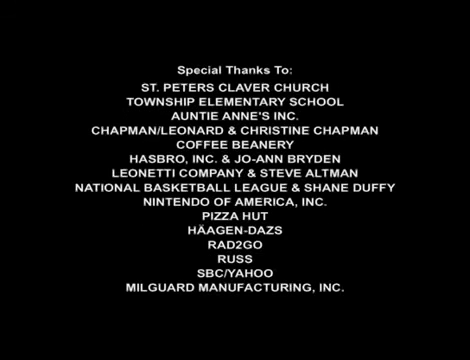 Special Thanks To:
ST. PETERS CLAVER CHURCH
TOWNSHIP ELEMENTARY SCHOOL
AUNTIE ANNE'S INC.
CHAPMAN/LEONARD & CHRISTINE CHAPMAN
COFFEE BEANERY
HASBRO, INC. & JO-ANN BRYDEN
LEONETTI COMPANY & STEVE ALTMAN
NATIONAL BASKETBALL LEAGUE & SHANE DUFFY
NINTENDO OF AMERICA, INC.
PIZZA HUT
HÄAGEN-DAZS
RAD2GO
RUSS
SBC/YAHOO
MILGUARD MANUFACTURING, INC.